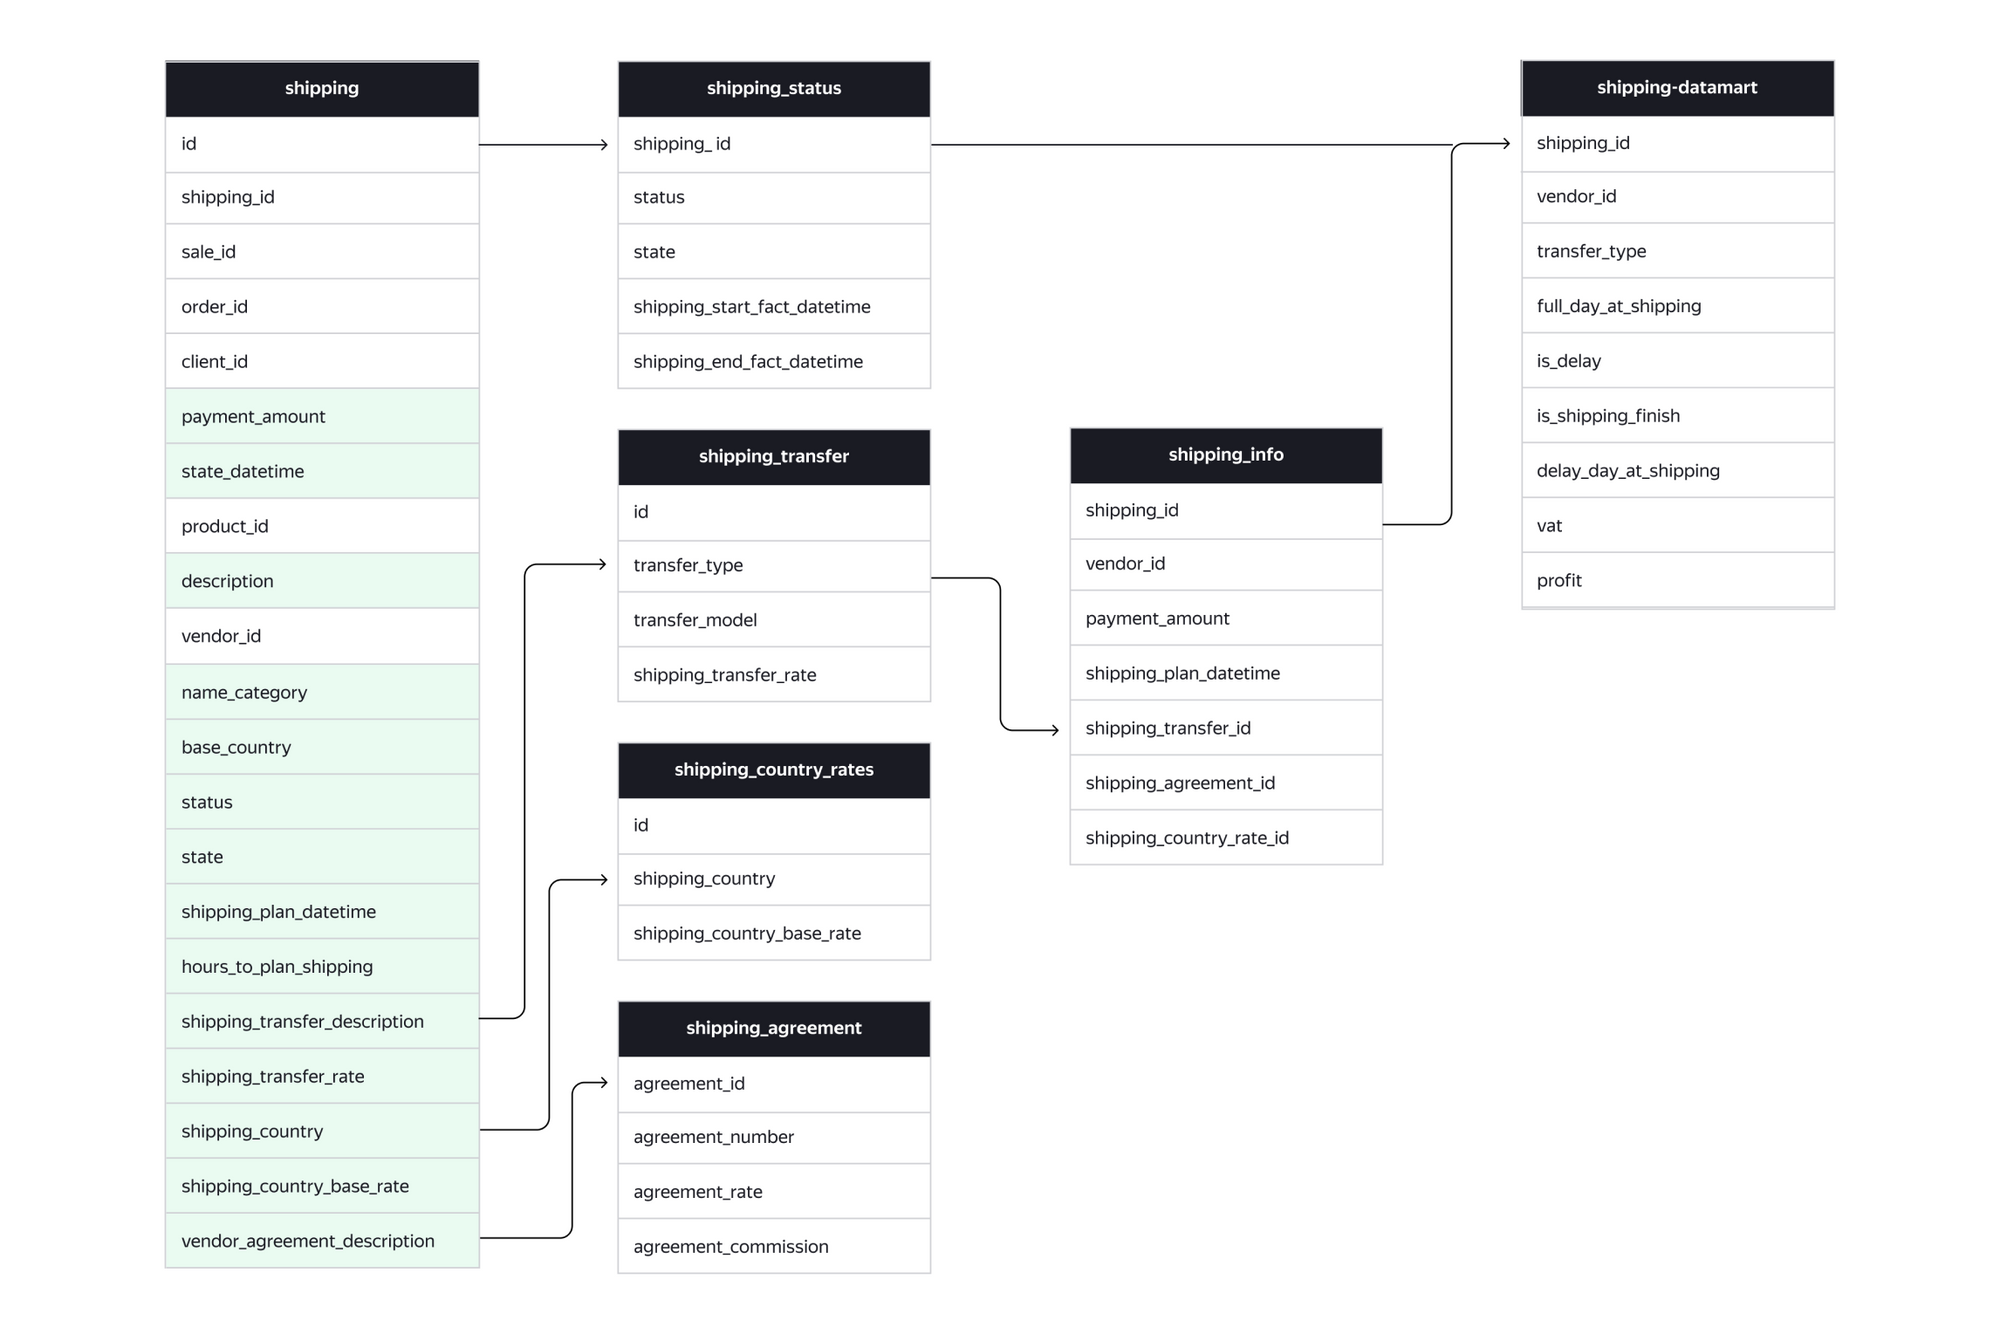 shipping
id
shipping_id
sale_id
order_id
client_id
payment_amount
state_datetime
product_id
description
vendor_id
name_category
base_country
status
state
shipping_plan_datetime
hours_to_plan_shipping
shipping_transfer_description
shipping_transfer_rate
shipping_country
shipping_country_base_rate
vendor_agreement_description
shipping_status
shipping_ id
status
state
shipping_start_fact_datetime
shipping_end_fact_datetime
shipping_transfer
id
transfer_type
transfer_model
shipping_transfer_rate
shipping_country_rates
id
shipping_country
shipping_country_base_rate
shipping_agreement
agreement_id
agreement_number
agreement_rate
agreement_commission
shipping_info
shipping_id
vendor_id
payment_amount
shipping_plan_datetime
shipping_transfer_id
shipping_agreement_id
shipping_country_rate_id
shipping-datamart
shipping_id
vendor_id
transfer_type
full_day_at_shipping
is_delay
is_shipping_finish
delay_day_at_shipping
vat
profit